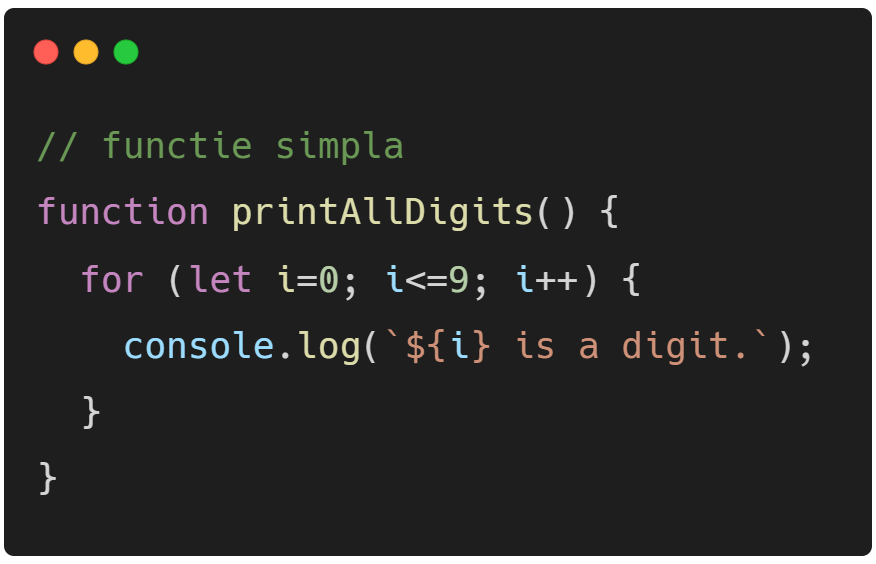 // functie simpla
function printAllDigits() {
  for (let i=0; i<=9; i++) {
    console.log(`${i} is a digit.`);
  }
}